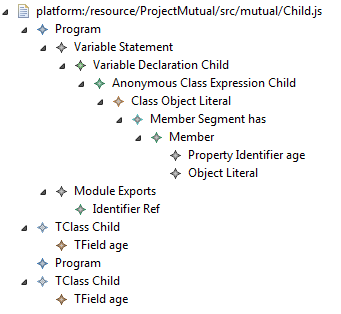 platform:/resource/ProjectMutual/src/mutual/Child.js
Program
Variable Statement
Variable Declaration Child
Anonymous Class Expression Child
Class Object Literal
Member Segment has
Member
Property Identifier age
Object Literal
Module Exports
Identifier Ref
TClass Child
TField age
Program
TClass Child
TField age